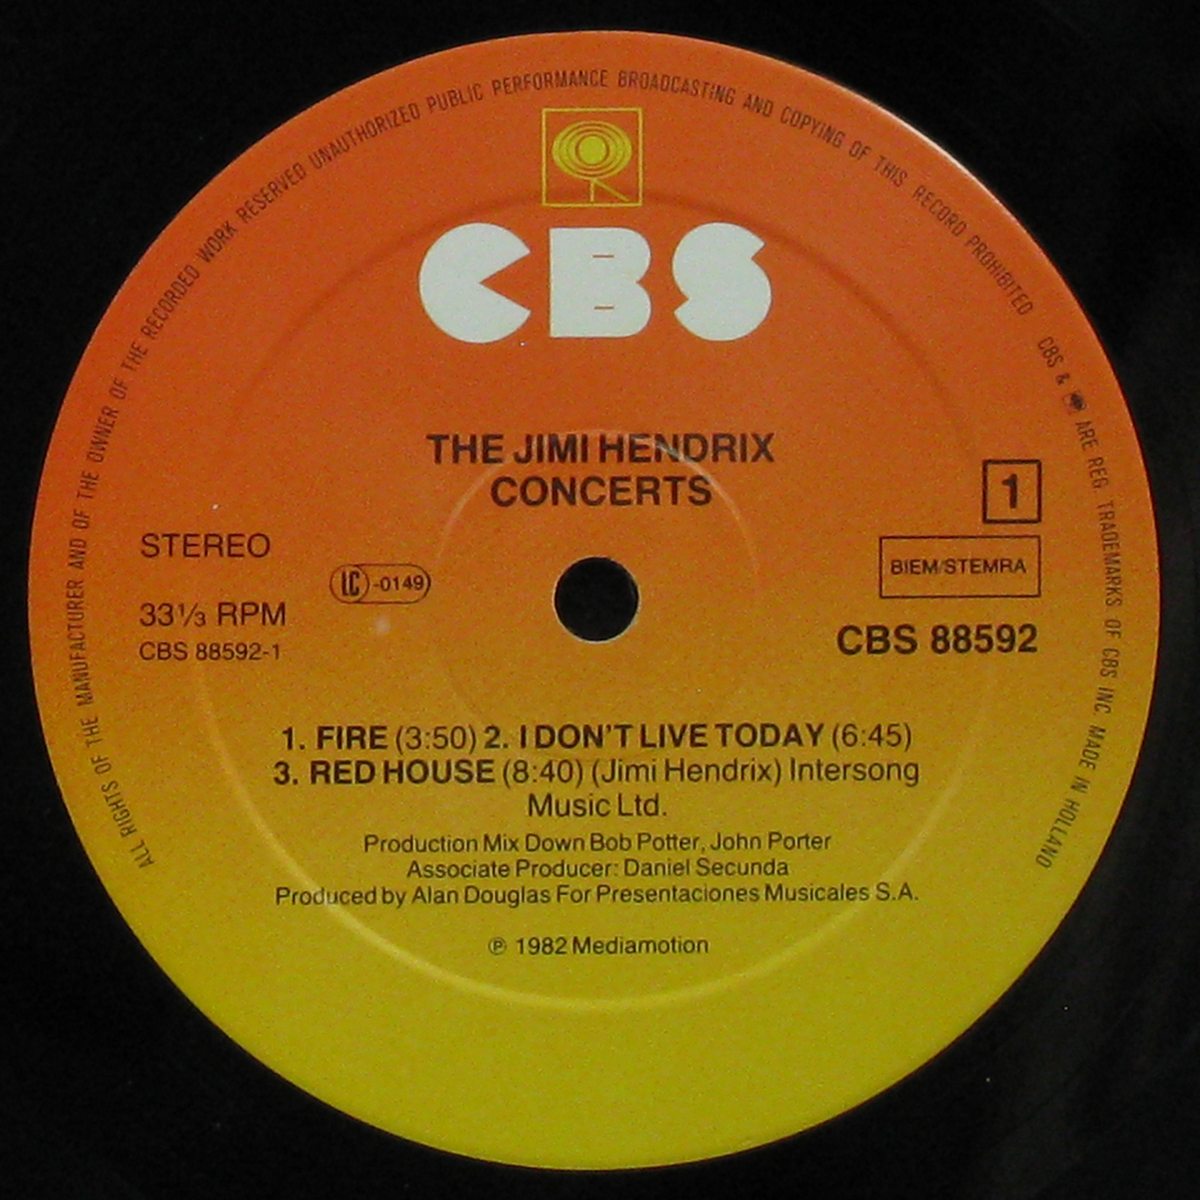 ALL RIGHTS OF THE MANUFACTURER AND OF THE OWNER OF THE RECORDED WORK RESERVED UNAUTHORIZED PUBLIC PERFORMANCE BROADCASTING AND COPYING OF THIS RECORD PROHIBITED CBS & ARE REG. TRADEMARKS OF CBS INC. MADE IN HOLLAND
CBS
THE JIMI HENDRIX
CONCERTS
1
STEREO
LC-0149
BIEM/STEMRA
33⅓ RPM
CBS 88592-1
CBS 88592
1. FIRE (3:50) 2. I DON'T LIVE TODAY (6:45)
3. RED HOUSE (8:40) (Jimi Hendrix) Intersong
Music Ltd.
Production Mix Down Bob Potter, John Porter
Associate Producer: Daniel Secunda
Produced by Alan Douglas For Presentaciones Musicales S.A.
℗ 1982 Mediamotion